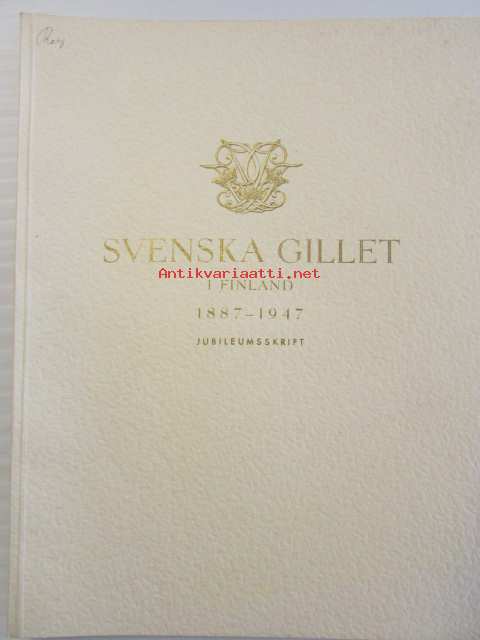 SVENSKA GILLET
Antikvariaatti.net
I FINLAND
1887–1947
JUBILEUMSSKRIFT